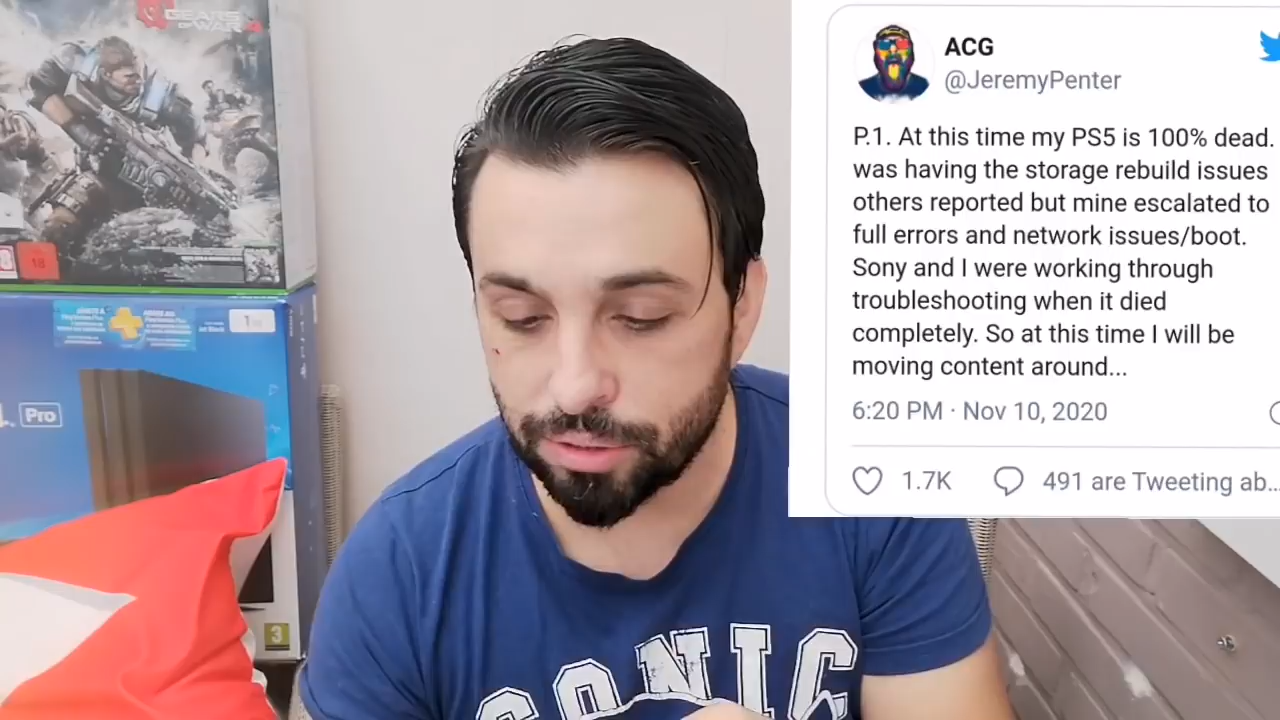 GEARS
OF WAR 4
18
Pro
3
SONIC
ACG
@JeremyPenter
P.1. At this time my PS5 is 100% dead.
was having the storage rebuild issues
others reported but mine escalated to
full errors and network issues/boot.
Sony and I were working through
troubleshooting when it died
completely. So at this time I will be
moving content around...
6:20 PM · Nov 10, 2020
1.7K
491 are Tweeting ab...